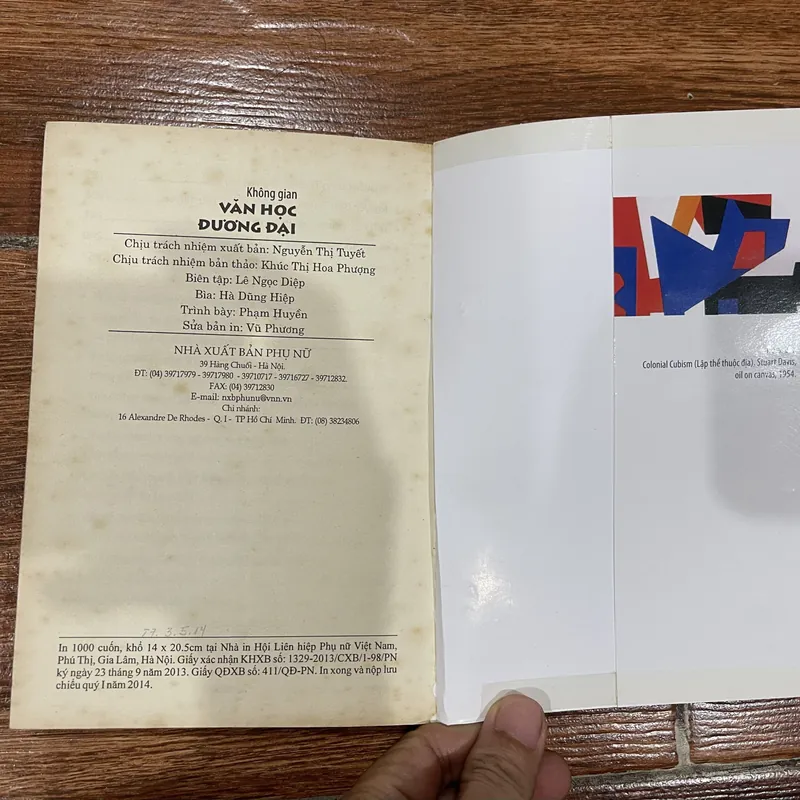 Không gian
VĂN HỌC
ĐƯƠNG ĐẠI
Chịu trách nhiệm xuất bản: Nguyễn Thị Tuyết
Chịu trách nhiệm bản thảo: Khúc Thị Hoa Phượng
Biên tập: Lê Ngọc Diệp
Bìa: Hà Dũng Hiệp
Trình bày: Phạm Huyền
Sửa bản in: Vũ Phương
NHÀ XUẤT BẢN PHỤ NỮ
39 Hàng Chuối - Hà Nội.
ĐT: (04) 39717979 - 39717980 - 39710717 - 39716727 - 39712832.
FAX: (04) 39712830
E-mail: nxbphunu@vnn.vn
Chi nhánh:
16 Alexandre De Rhodes - Q. I - TP Hồ Chí Minh. ĐT: (08) 38234806
In 1000 cuốn, khổ 14 x 20.5cm tại Nhà in Hội Liên hiệp Phụ nữ Việt Nam,
Phú Thị, Gia Lâm, Hà Nội. Giấy xác nhận KHXB số: 1329-2013/CXB/1-98/PN
ký ngày 23 tháng 9 năm 2013. Giấy QĐXB số: 411/QĐ-PN. In xong và nộp lưu
chiểu quý I năm 2014.
Colonial Cubism (Lập thể thuộc địa). Stuart Davis,
oil on canvas, 1954.